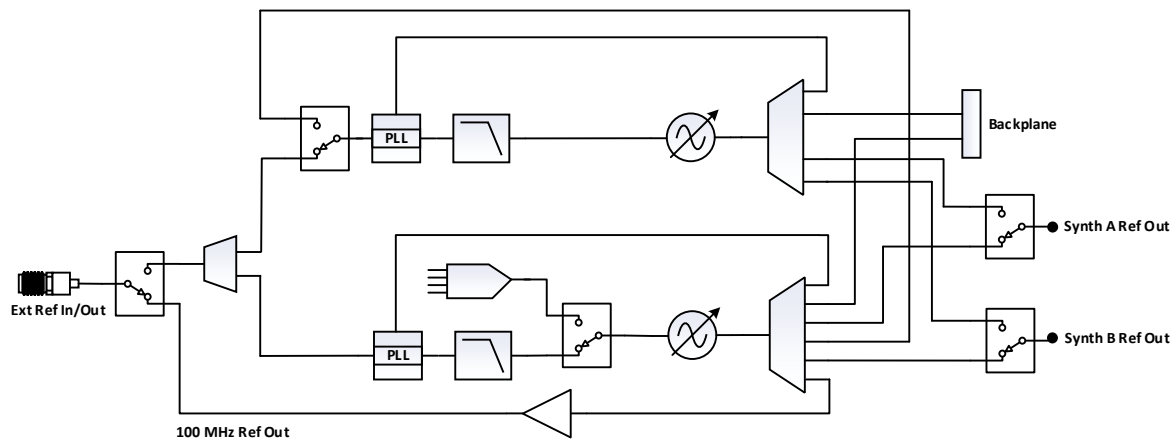 PLL
Backplane
Synth A Ref Out
Ext Ref In/Out
Synth B Ref Out
PLL
100 MHz Ref Out